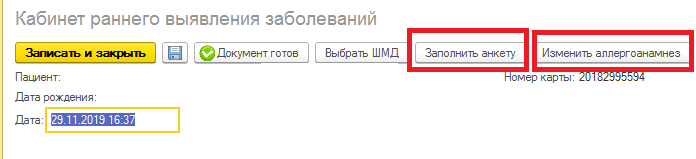 Кабинет раннего выявления заболеваний
Записать и закрыть Документ готов Выбрать ШМД Заполнить анкету Изменить аллергоанамнез
Пациент: Номер карты: 20182995594
Дата рождения:
Дата: 29.11.2019 16:37